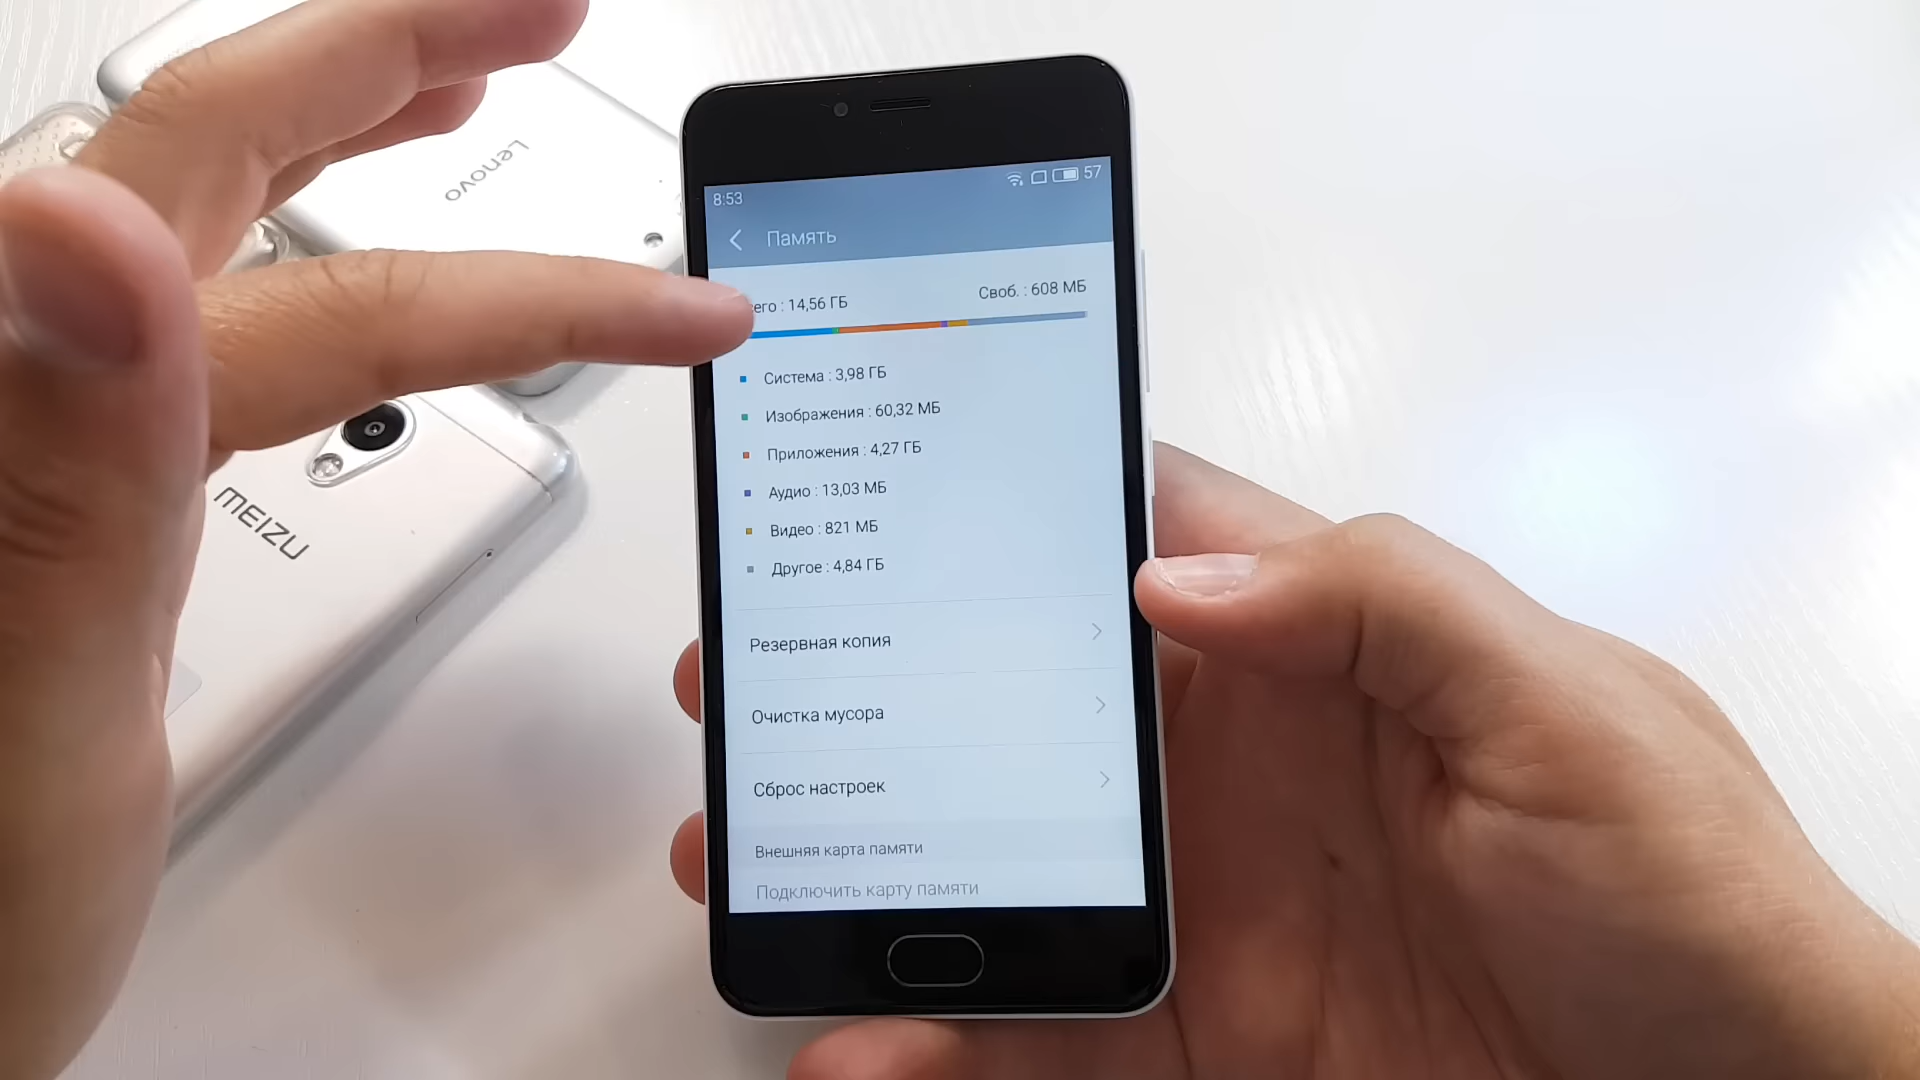 Lenovo
8:53
57
Память
его : 14,56 ГБ
Своб. : 608 МБ
Система : 3,98 ГБ
Изображения : 60,32 МБ
Приложения : 4,27 ГБ
Аудио : 13,03 МБ
Видео : 821 МБ
Другое : 4,84 ГБ
Резервная копия
Очистка мусора
Сброс настроек
Внешняя карта памяти
Подключить карту памяти
MEIZU